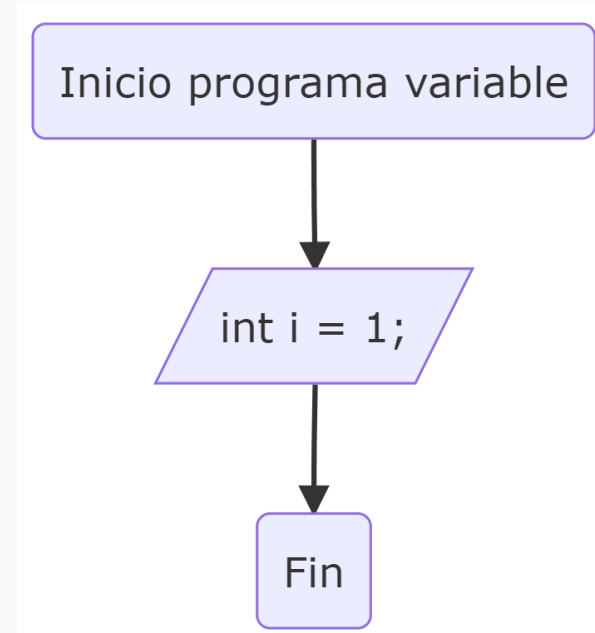 Inicio programa variable
int i = 1;
Fin